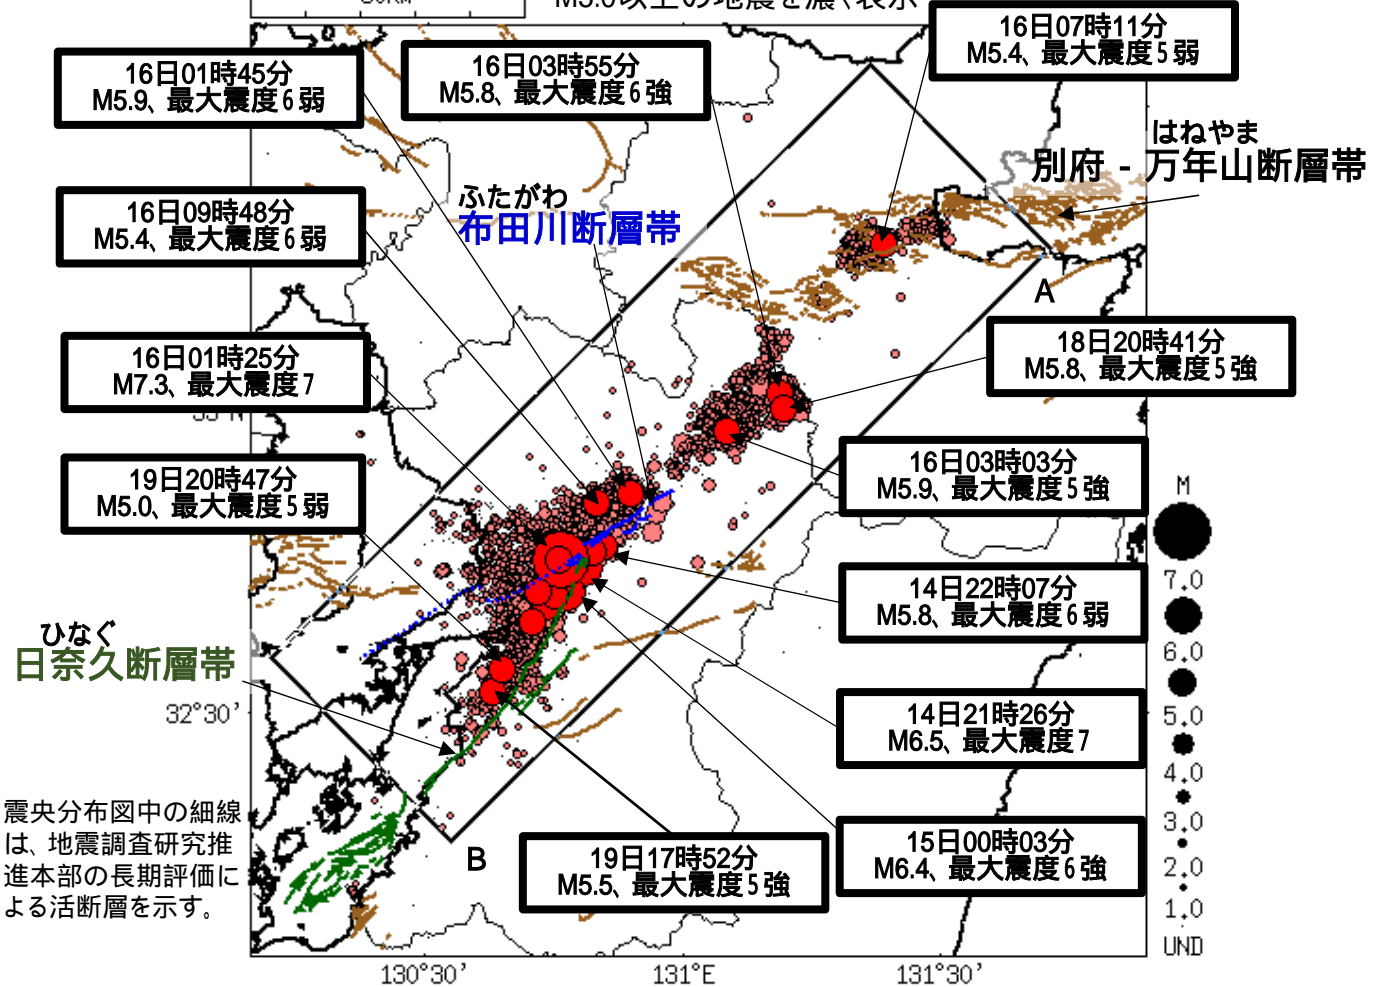 M5.0以上の地震を濃く表示
16日07時11分
M5.4、最大震度5弱
16日01時45分
M5.9、最大震度6弱
16日03時55分
M5.8、最大震度6強
はねやま
別府-万年山断層帯
16日09時48分
M5.4、最大震度6弱
ふたがわ
布田川断層帯
A
16日01時25分
M7.3、最大震度7
18日20時41分
M5.8、最大震度5強
19日20時47分
M5.0、最大震度5弱
16日03時03分
M5.9、最大震度5強
M
7.0
6.0
5.0
4.0
3.0
2.0
1.0
UND
14日22時07分
M5.8、最大震度6弱
ひなぐ
日奈久断層帯
32°30'
14日21時26分
M6.5、最大震度7
15日00時03分
M6.4、最大震度6強
B
19日17時52分
M5.5、最大震度5強
震央分布図中の細線
は、地震調査研究推
進本部の長期評価に
よる活断層を示す。
130°30'
131°E
131°30'